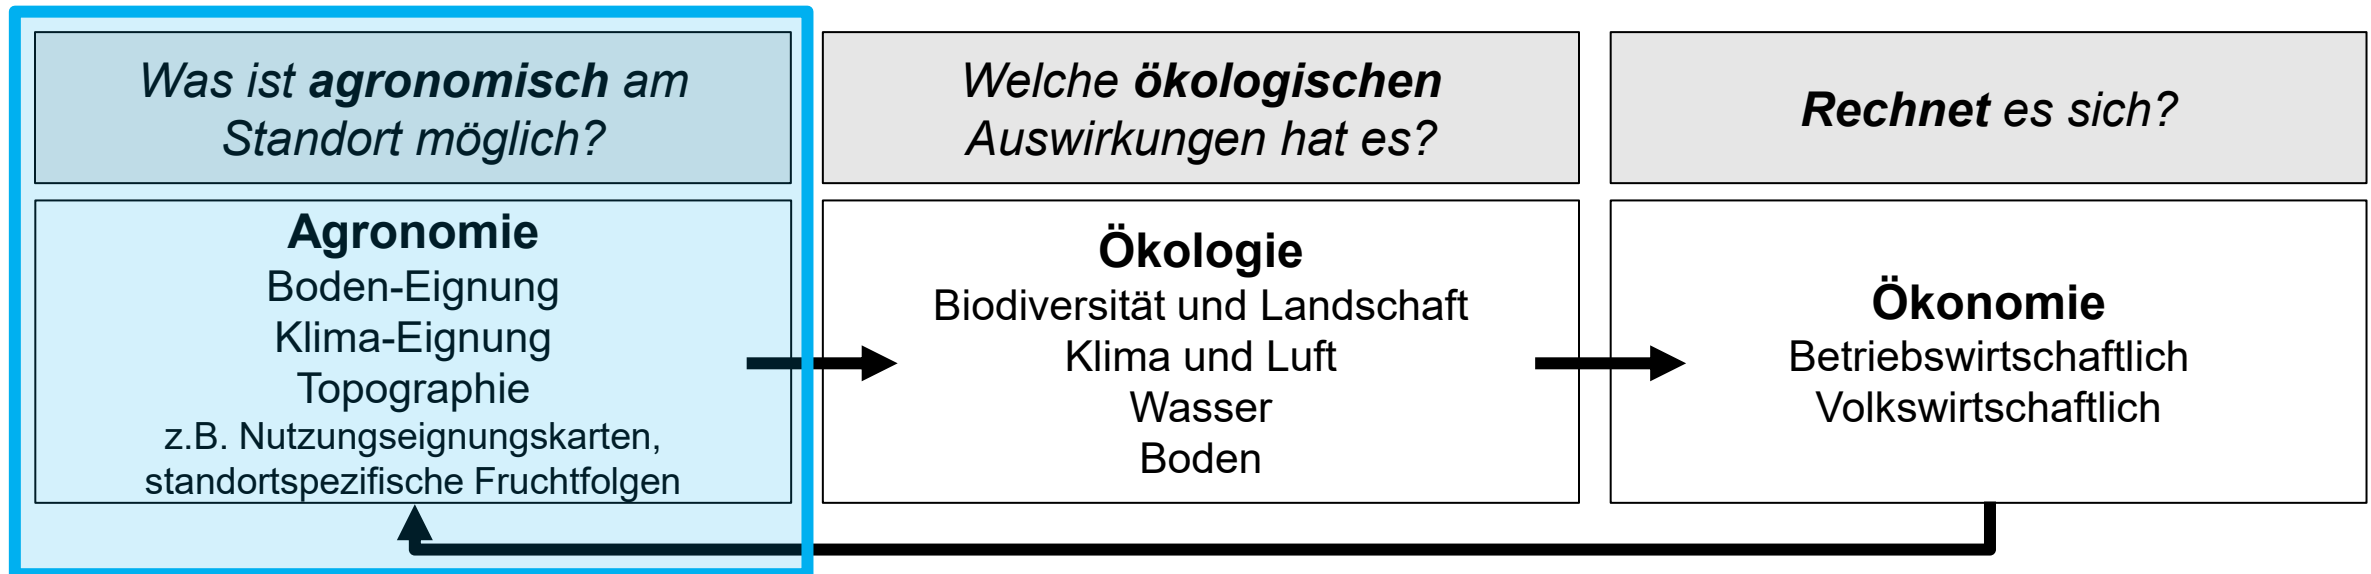 Was ist agronomisch am
Standort möglich?
Welche ökologischen
Auswirkungen hat es?
Rechnet es sich?
Agronomie
Boden-Eignung
Klima-Eignung
Topographie
z.B. Nutzungseignungskarten,
standortspezifische Fruchtfolgen
Ökologie
Biodiversität und Landschaft
Klima und Luft
Wasser
Boden
Ökonomie
Betriebswirtschaftlich
Volkswirtschaftlich